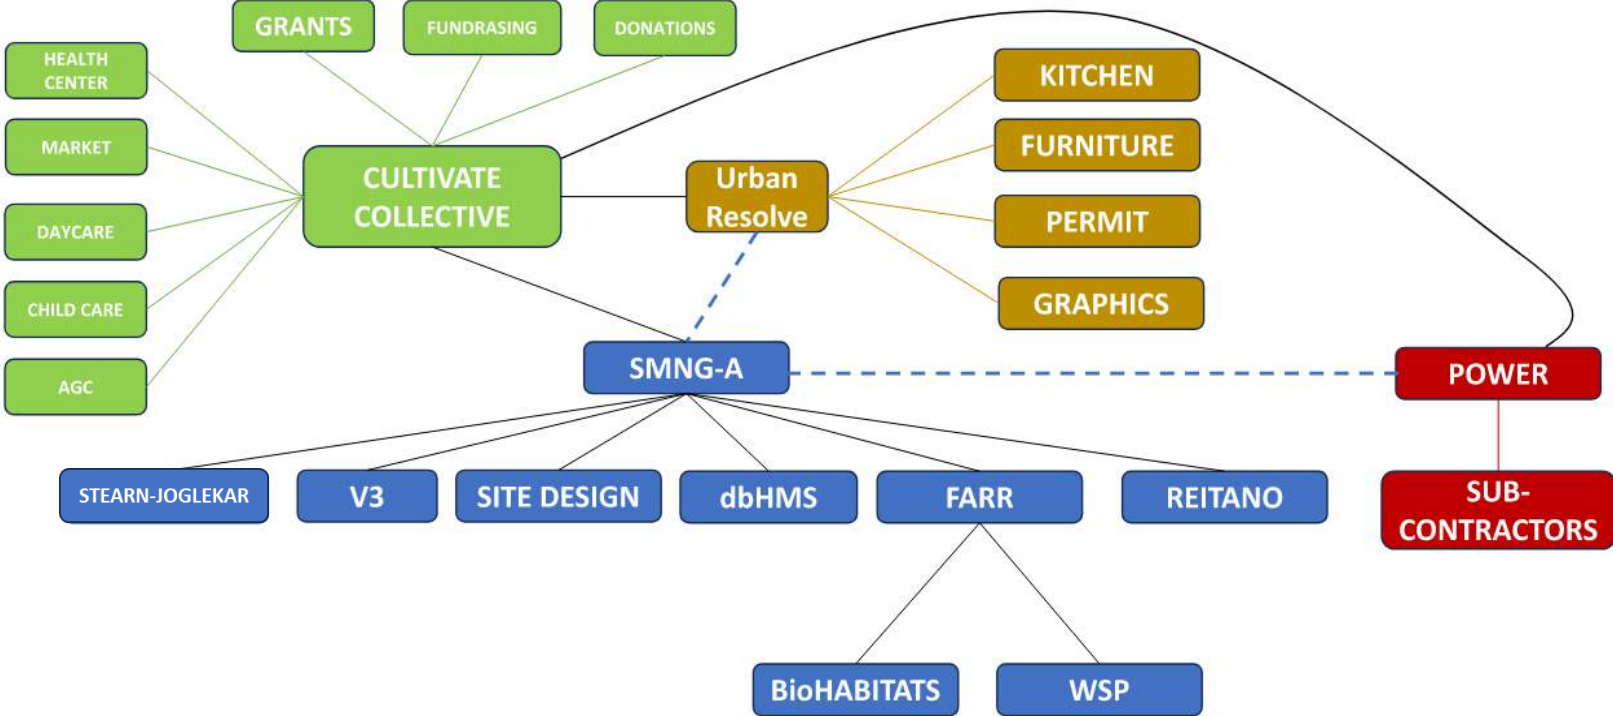 GRANTS
FUNDRASING
DONATIONS
HEALTH
CENTER
MARKET
DAYCARE
CHILD CARE
AGC
CULTIVATE
COLLECTIVE
Urban
Resolve
KITCHEN
FURNITURE
PERMIT
GRAPHICS
SMNG-A
POWER
STEARN-JOGLEKAR
V3
SITE DESIGN
dbHMS
FARR
REITANO
SUB-
CONTRACTORS
BioHABITATS
WSP